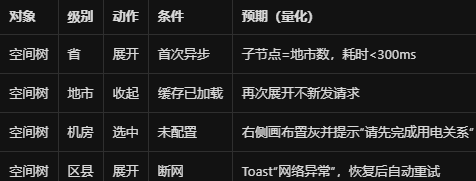 对象 级别 动作 条件 预期（量化）
空间树 省 展开 首次异步 子节点=地市数，耗时<300ms
空间树 地市 收起 缓存已加载 再次展开不新发请求
空间树 机房 选中 未配置 右侧画布置灰并提示"请先完成用电关系"
空间树 区县 展开 断网 Toast"网络异常"，恢复后自动重试